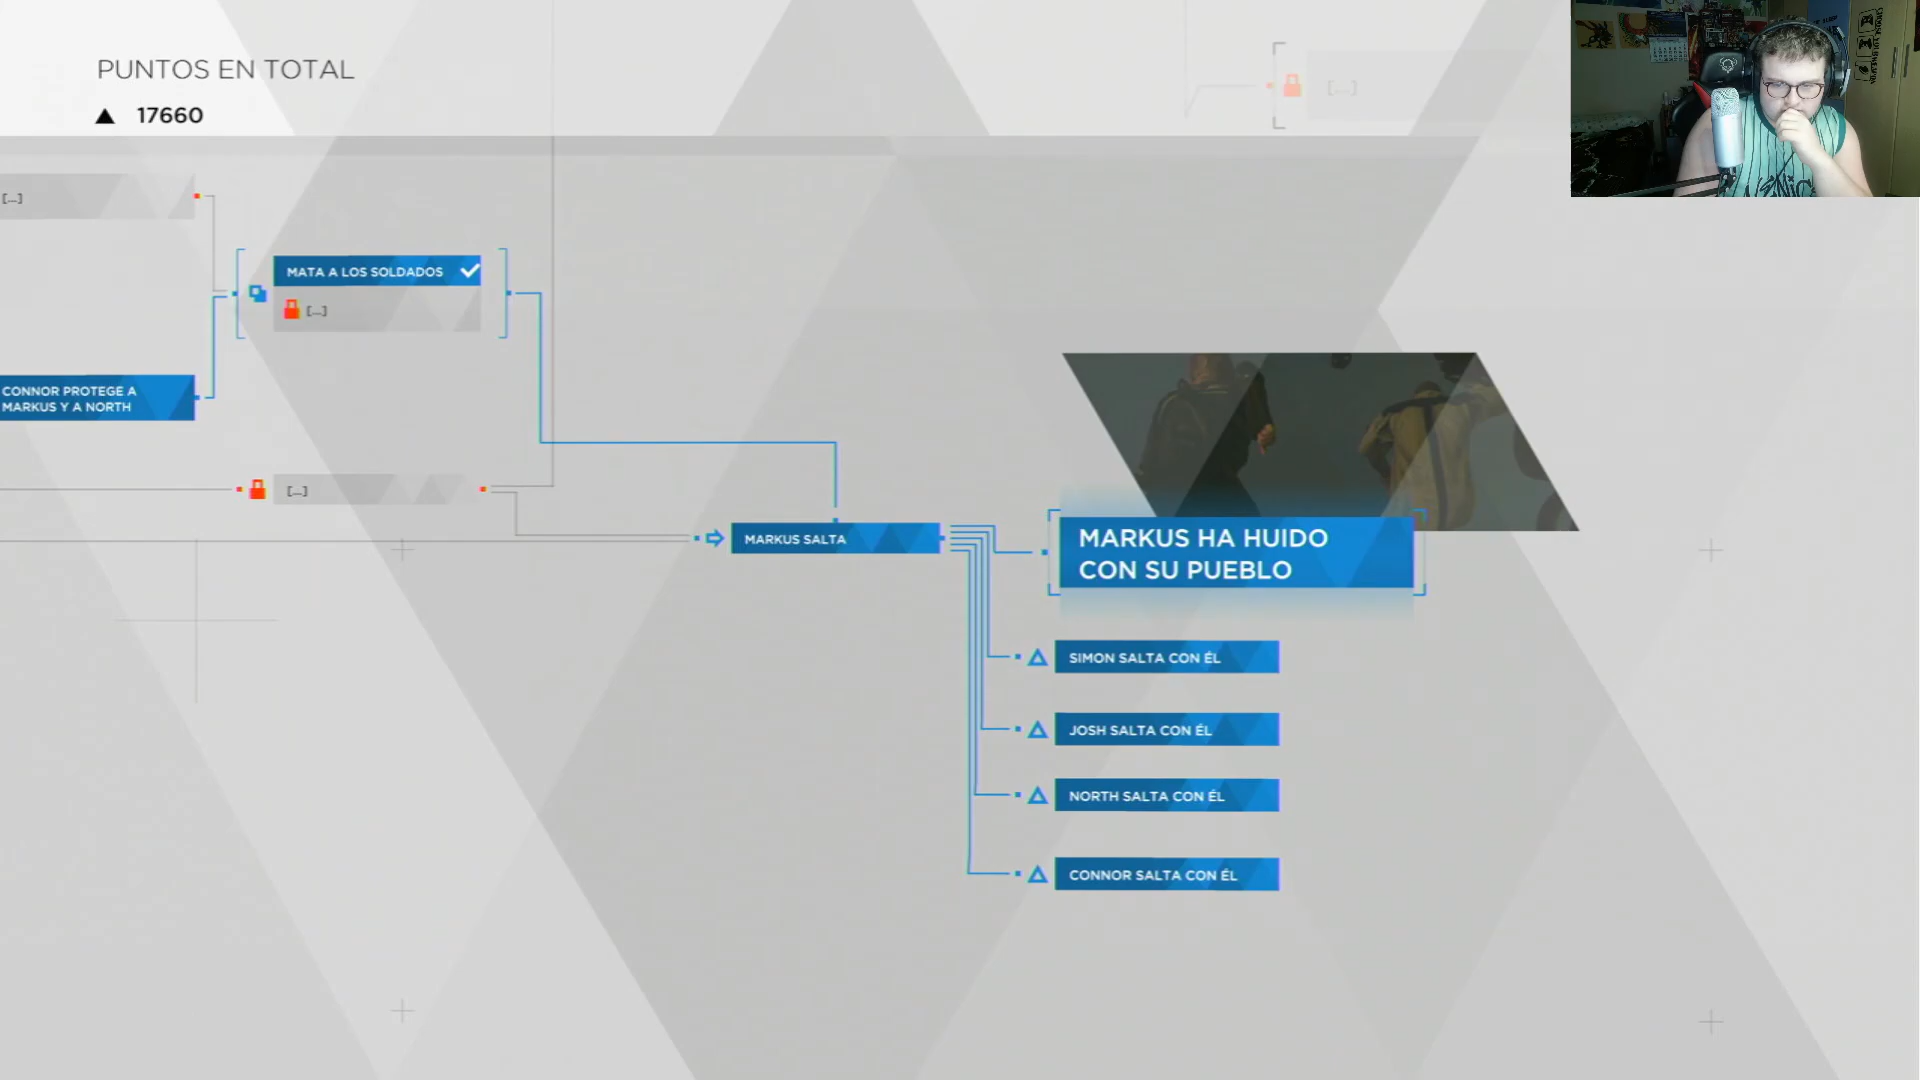 PUNTOS EN TOTAL
▲ 17660
[...]
[...]
MATA A LOS SOLDADOS
[...]
CONNOR PROTEGE A
MARKUS Y A NORTH
[...]
MARKUS SALTA
MARKUS HA HUIDO
CON SU PUEBLO
SIMON SALTA CON ÉL
JOSH SALTA CON ÉL
NORTH SALTA CON ÉL
CONNOR SALTA CON ÉL